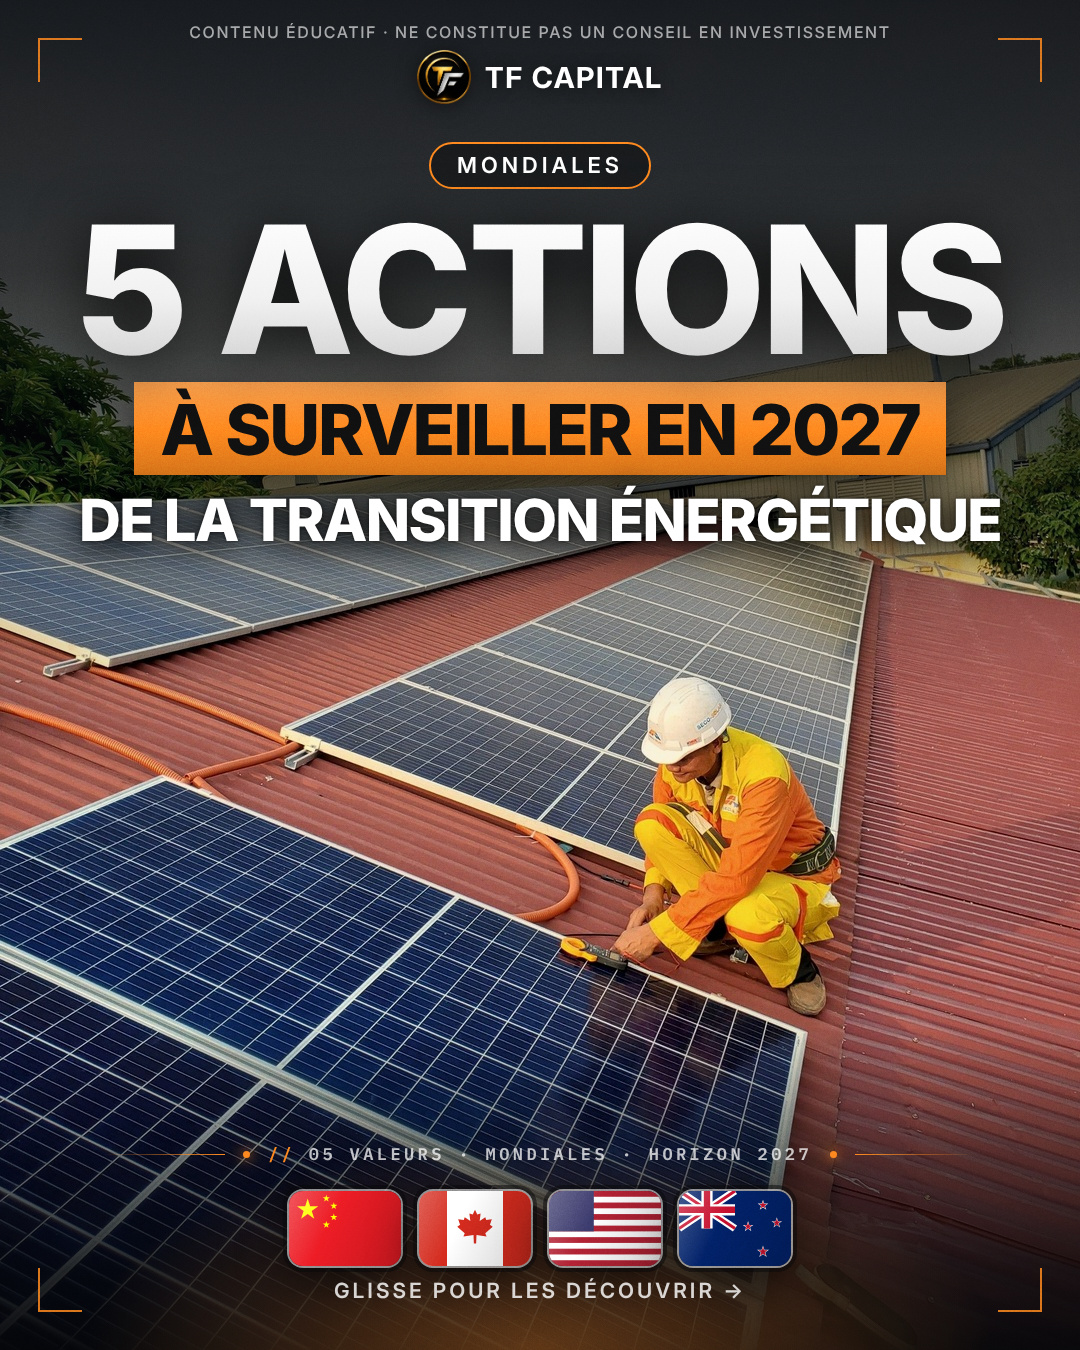 CONTENU ÉDUCATIF · NE CONSTITUE PAS UN CONSEIL EN INVESTISSEMENT
TF TF CAPITAL
MONDIALES
5 ACTIONS
À SURVEILLER EN 2027
DE LA TRANSITION ÉNERGÉTIQUE
// 05 VALEURS · MONDIALES · HORIZON 2027
GLISSE POUR LES DÉCOUVRIR →